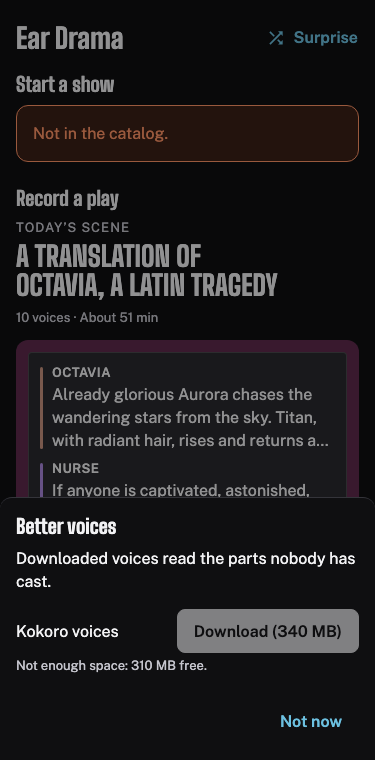 Ear Drama
Surprise
Start a show
Not in the catalog.
Record a play
TODAY'S SCENE
A TRANSLATION OF
OCTAVIA, A LATIN TRAGEDY
10 voices · About 51 min
OCTAVIA
Already glorious Aurora chases the
wandering stars from the sky. Titan,
with radiant hair, rises and returns a...
NURSE
If anyone is captivated, astonished,
Better voices
Downloaded voices read the parts nobody has
cast.
Kokoro voices
Download (340 MB)
Not enough space: 310 MB free.
Not now